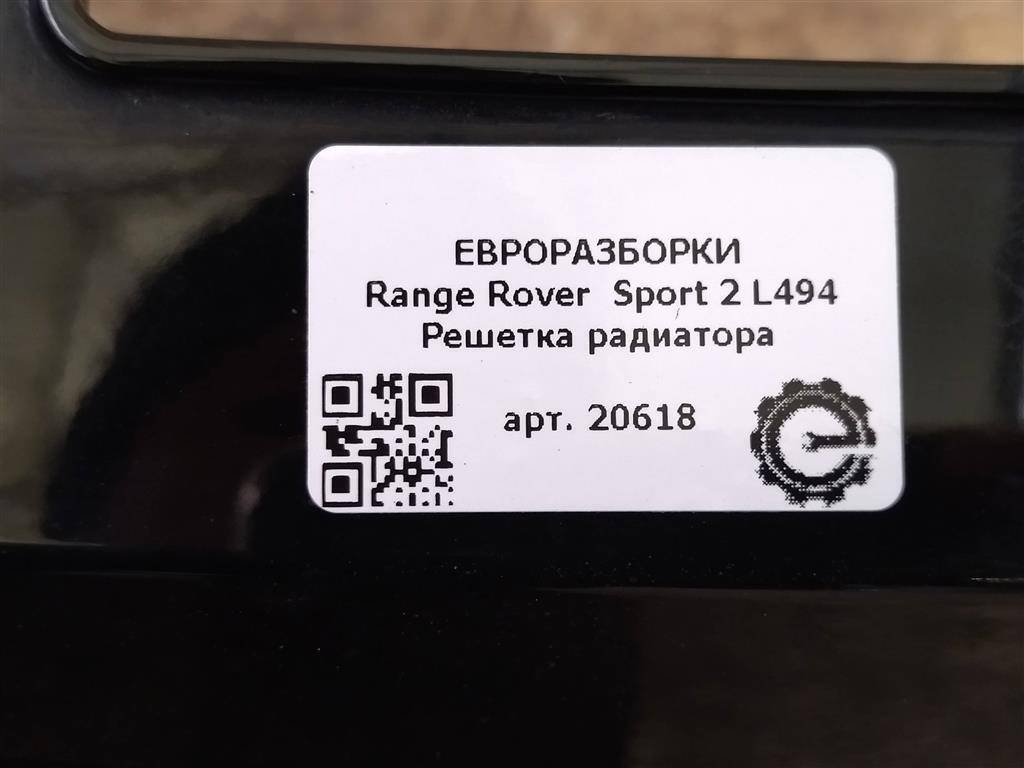 ЕВРОРАЗБОРКИ
Range Rover Sport 2 L494
Решетка радиатора
арт. 20618